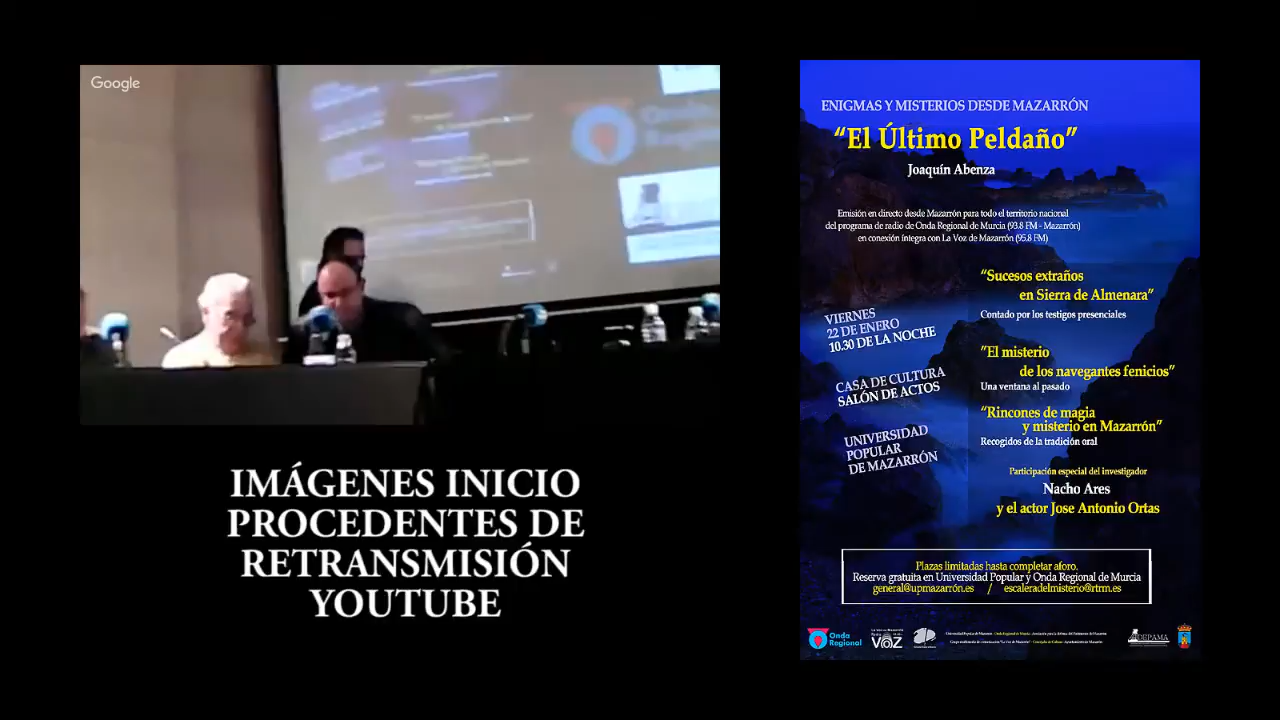 Google
Onda
Regional
IMÁGENES INICIO
PROCEDENTES DE
RETRANSMISIÓN
YOUTUBE
ENIGMAS Y MISTERIOS DESDE MAZARRÓN
“El Último Peldaño”
Joaquín Abenza
Emisión en directo desde Mazarrón para todo el territorio nacional
del programa de radio de Onda Regional de Murcia (93.8 FM - Mazarrón)
en conexión íntegra con La Voz de Mazarrón (95.8 FM)
“Sucesos extraños
en Sierra de Almenara”
Contado por los testigos presenciales
VIERNES
22 DE ENERO
10.30 DE LA NOCHE
“El misterio
de los navegantes fenicios”
Una ventana al pasado
CASA DE CULTURA
SALÓN DE ACTOS
“Rincones de magia
y misterio en Mazarrón”
Recogidos de la tradición oral
UNIVERSIDAD
POPULAR
DE MAZARRÓN
Participación especial del investigador
Nacho Ares
y el actor Jose Antonio Ortas
Plazas limitadas hasta completar aforo.
Reserva gratuita en Universidad Popular y Onda Regional de Murcia
general@upmazarrón.es / escaleradelmisterio@rtrm.es
Onda
Regional
VOZ